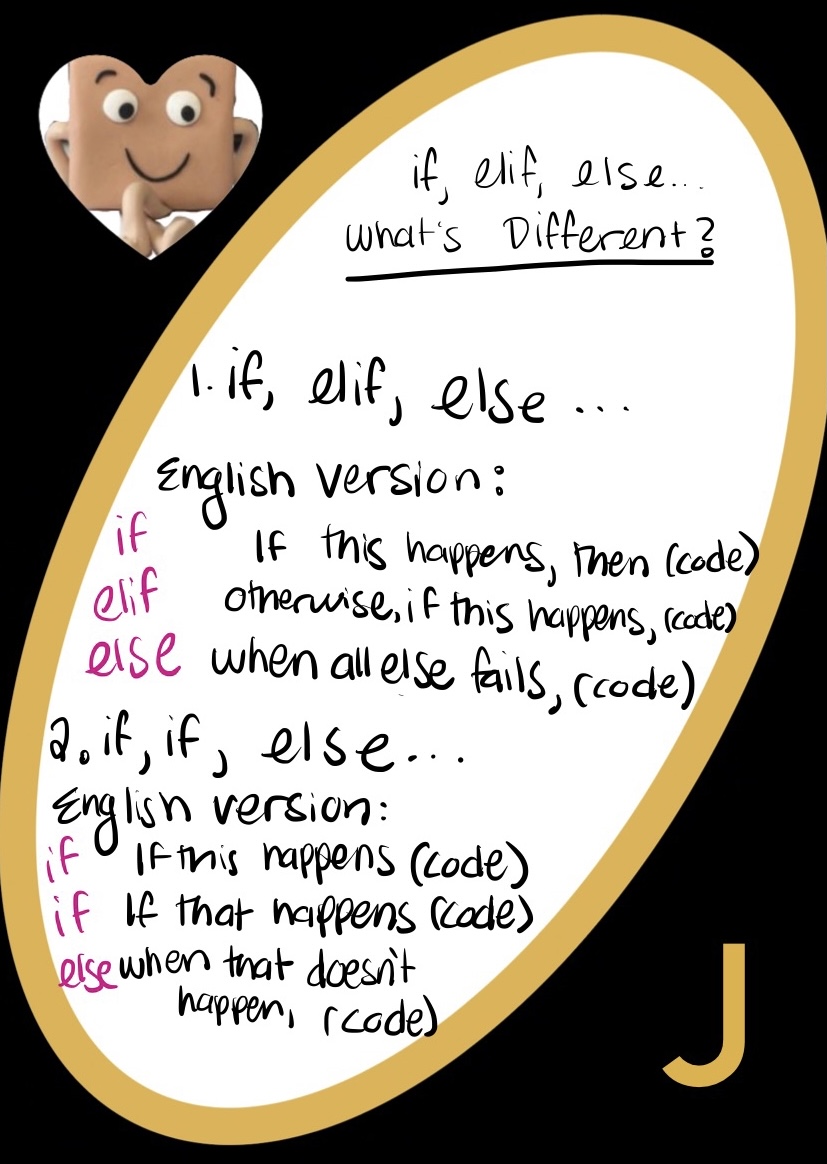 if, elif, else...
What's Different?
1. if, elif, else ...
English version:
if If this happens, then (code)
elif otherwise, if this happens, (code)
else when all else fails, (code)
2. if, if, else...
English version:
if If this happens (code)
if If that happens (code)
else when that doesn't
happen, (code)
J